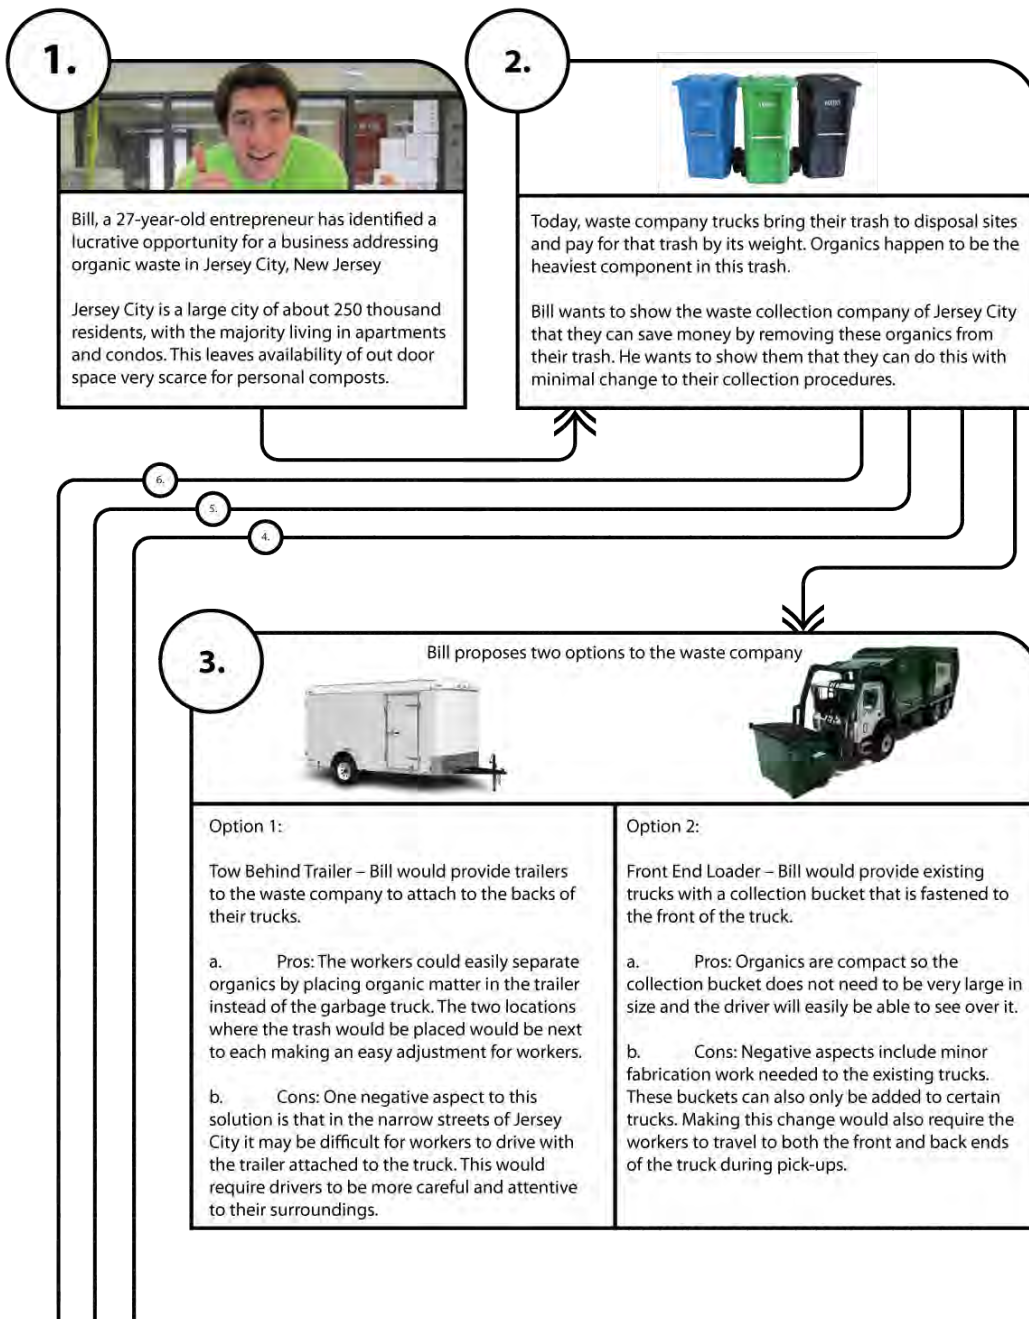 1.
Bill, a 27-year-old entrepreneur has identified a
lucrative opportunity for a business addressing
organic waste in Jersey City, New Jersey
Jersey City is a large city of about 250 thousand
residents, with the majority living in apartments
and condos. This leaves availability of out door
space very scarce for personal composts.
2.
Today, waste company trucks bring their trash to disposal sites
and pay for that trash by its weight. Organics happen to be the
heaviest component in this trash.
Bill wants to show the waste collection company of Jersey City
that they can save money by removing these organics from
their trash. He wants to show them that they can do this with
minimal change to their collection procedures.
6.
5.
4.
3.
Bill proposes two options to the waste company
Option 1:
Tow Behind Trailer – Bill would provide trailers
to the waste company to attach to the backs of
their trucks.
a. Pros: The workers could easily separate
organics by placing organic matter in the trailer
instead of the garbage truck. The two locations
where the trash would be placed would be next
to each making an easy adjustment for workers.
b. Cons: One negative aspect to this
solution is that in the narrow streets of Jersey
City it may be difficult for workers to drive with
the trailer attached to the truck. This would
require drivers to be more careful and attentive
to their surroundings.
Option 2:
Front End Loader – Bill would provide existing
trucks with a collection bucket that is fastened to
the front of the truck.
a. Pros: Organics are compact so the
collection bucket does not need to be very large in
size and the driver will easily be able to see over it.
b. Cons: Negative aspects include minor
fabrication work needed to the existing trucks.
These buckets can also only be added to certain
trucks. Making this change would also require the
workers to travel to both the front and back ends
of the truck during pick-ups.